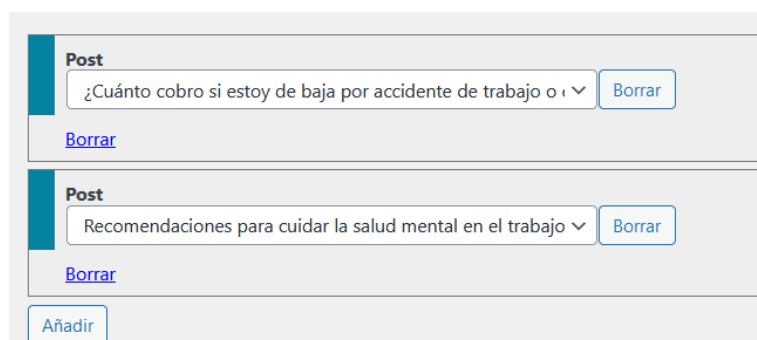 Post
¿Cuánto cobro si estoy de baja por accidente de trabajo o Borrar
Borrar
Post
Recomendaciones para cuidar la salud mental en el trabajo Borrar
Borrar
Añadir